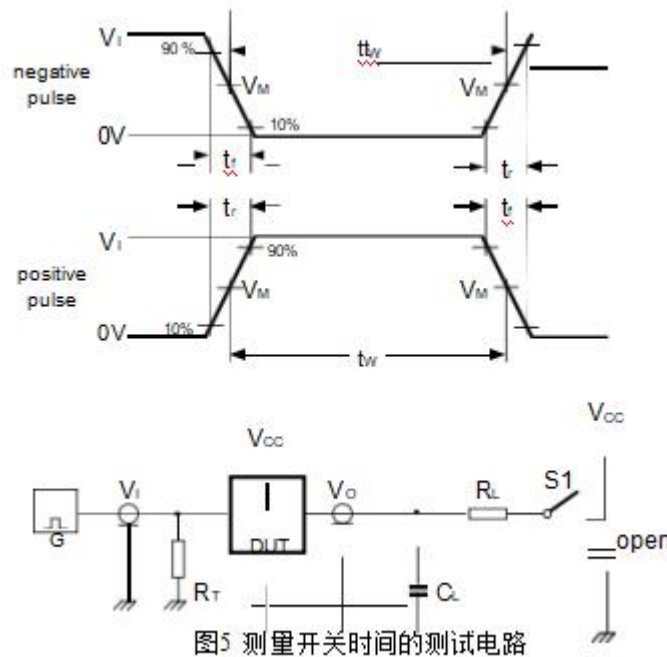 VI
90 %
ttW
negative
pulse
VM
VM
0V
10%
tf
tr
tr
tf
VI
90%
positive
pulse
VM
VM
0V
10%
tW
VCC
VCC
VI
VO
RL
S1
G
DUT
open
RT
CL
图5 测量开关时间的测试电路